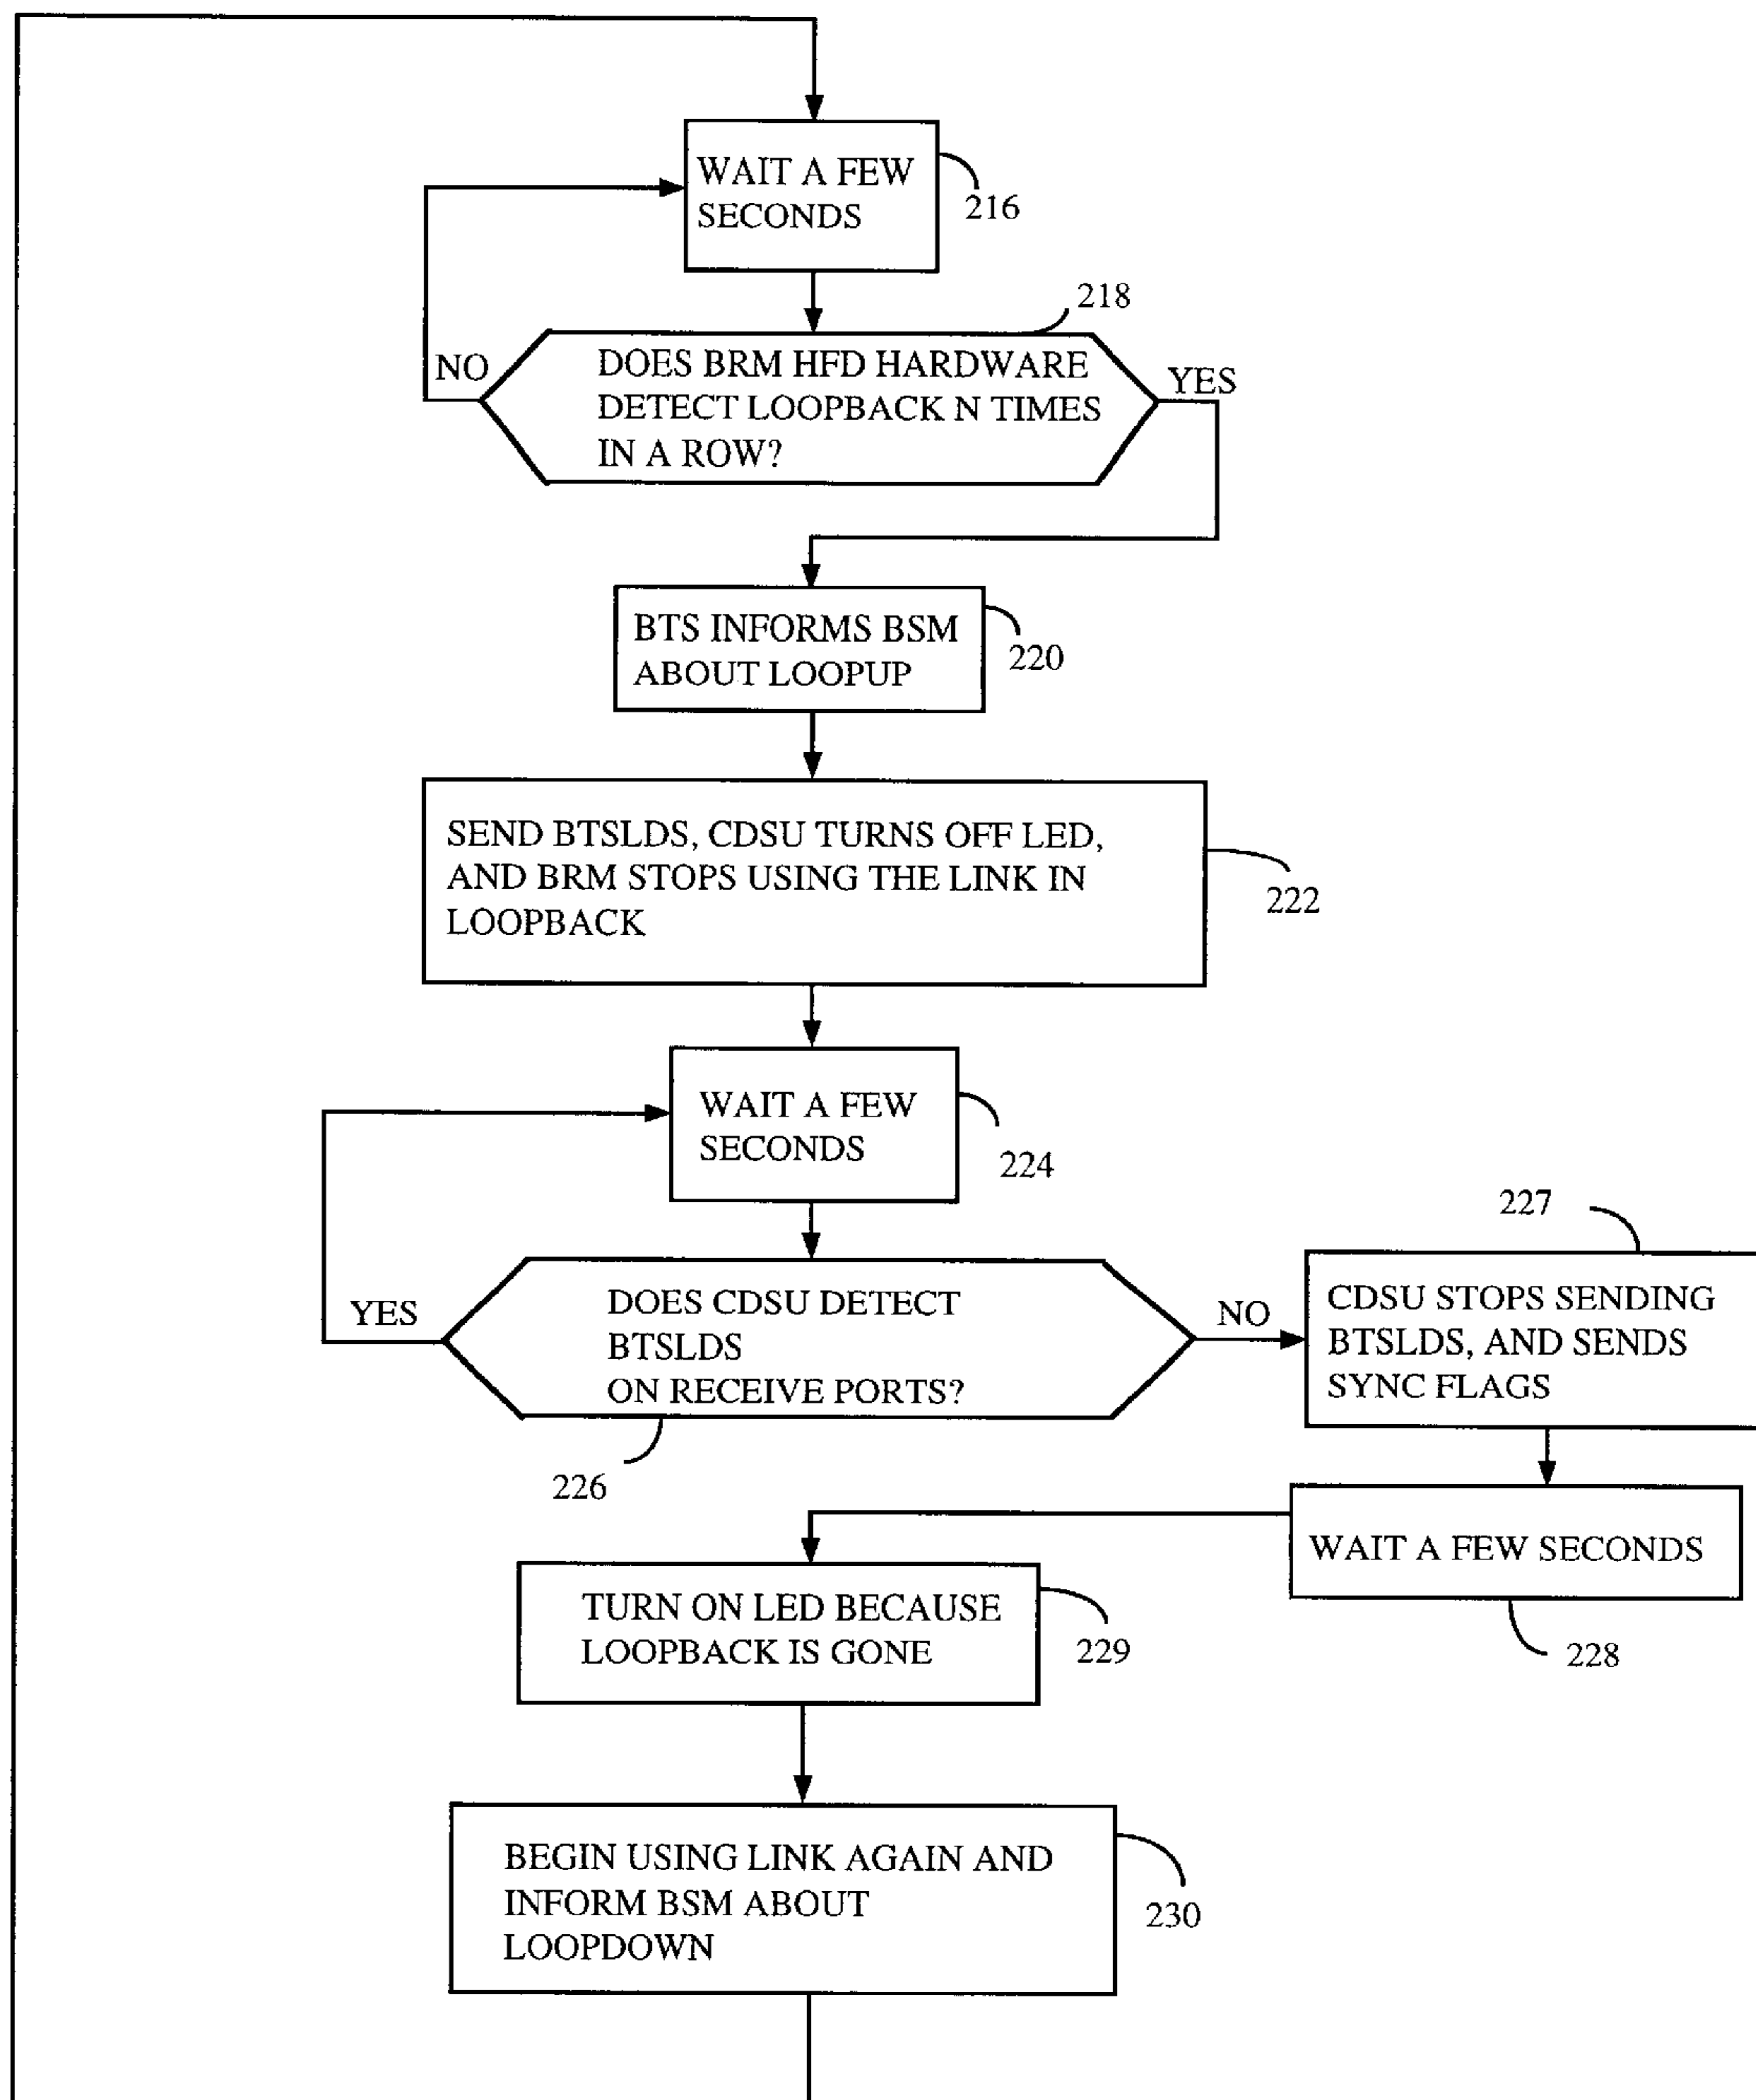 WAIT A FEW
SECONDS
216
218
NO
DOES BRM HFD HARDWARE
DETECT LOOPBACK N TIMES
IN A ROW?
YES
BTS INFORMS BSM
ABOUT LOOPUP
220
SEND BTSLDS, CDSU TURNS OFF LED,
AND BRM STOPS USING THE LINK IN
LOOPBACK
222
WAIT A FEW
SECONDS
224
YES
DOES CDSU DETECT
BTSLDS
ON RECEIVE PORTS?
226
NO
227
CDSU STOPS SENDING
BTSLDS, AND SENDS
SYNC FLAGS
WAIT A FEW SECONDS
228
TURN ON LED BECAUSE
LOOPBACK IS GONE
229
BEGIN USING LINK AGAIN AND
INFORM BSM ABOUT
LOOPDOWN
230